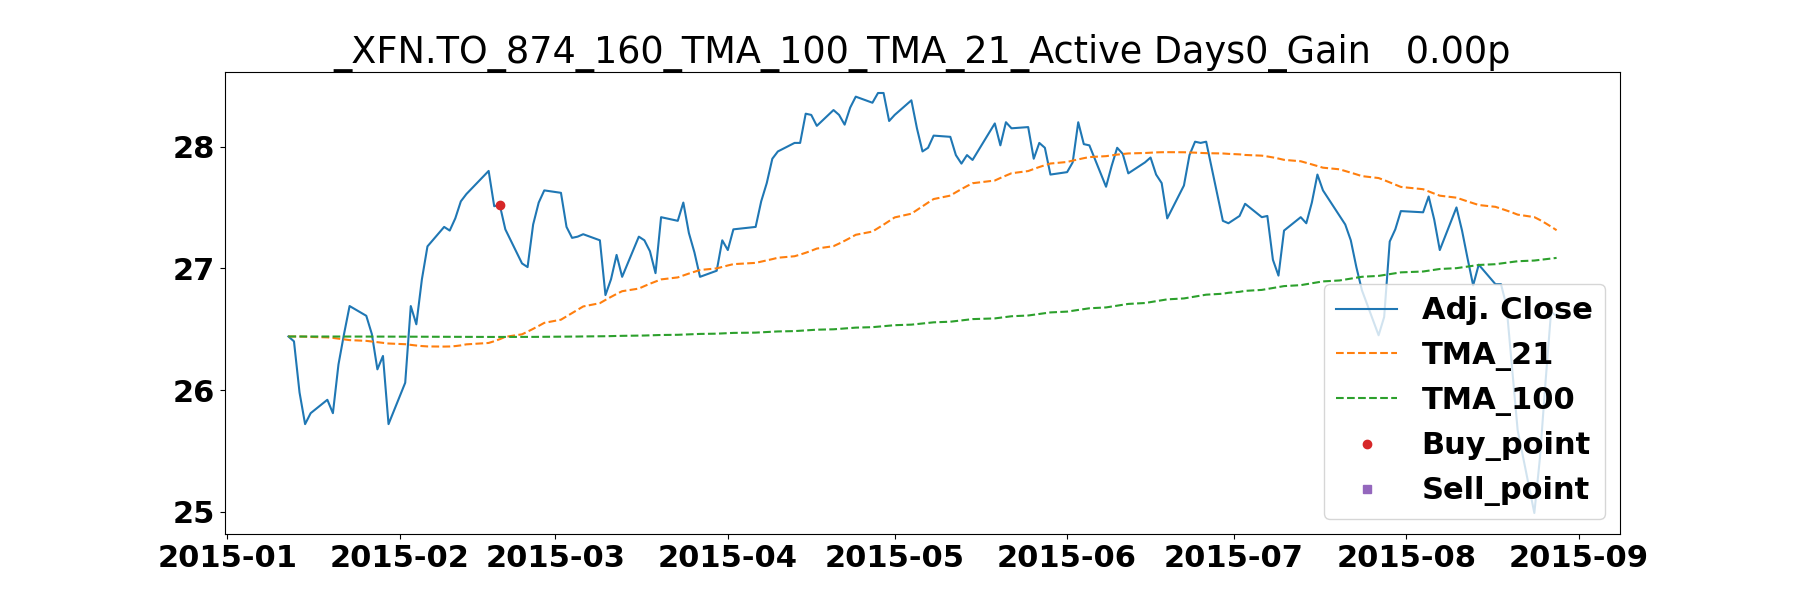 _XFN.TO_874_160_TMA_100_TMA_21_Active Days0_Gain   0.00p
28
27
26
25
Adj. Close
TMA_21
TMA_100
Buy_point
Sell_point
2015-01 2015-02 2015-03 2015-04 2015-05 2015-06 2015-07 2015-08 2015-09